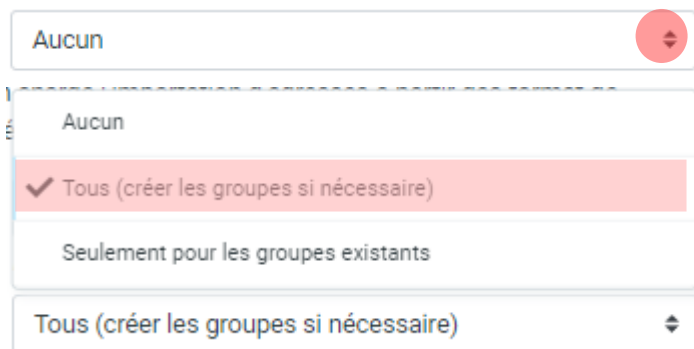 Aucun
Aucun
Tous (créer les groupes si nécessaire)
Seulement pour les groupes existants
Tous (créer les groupes si nécessaire)